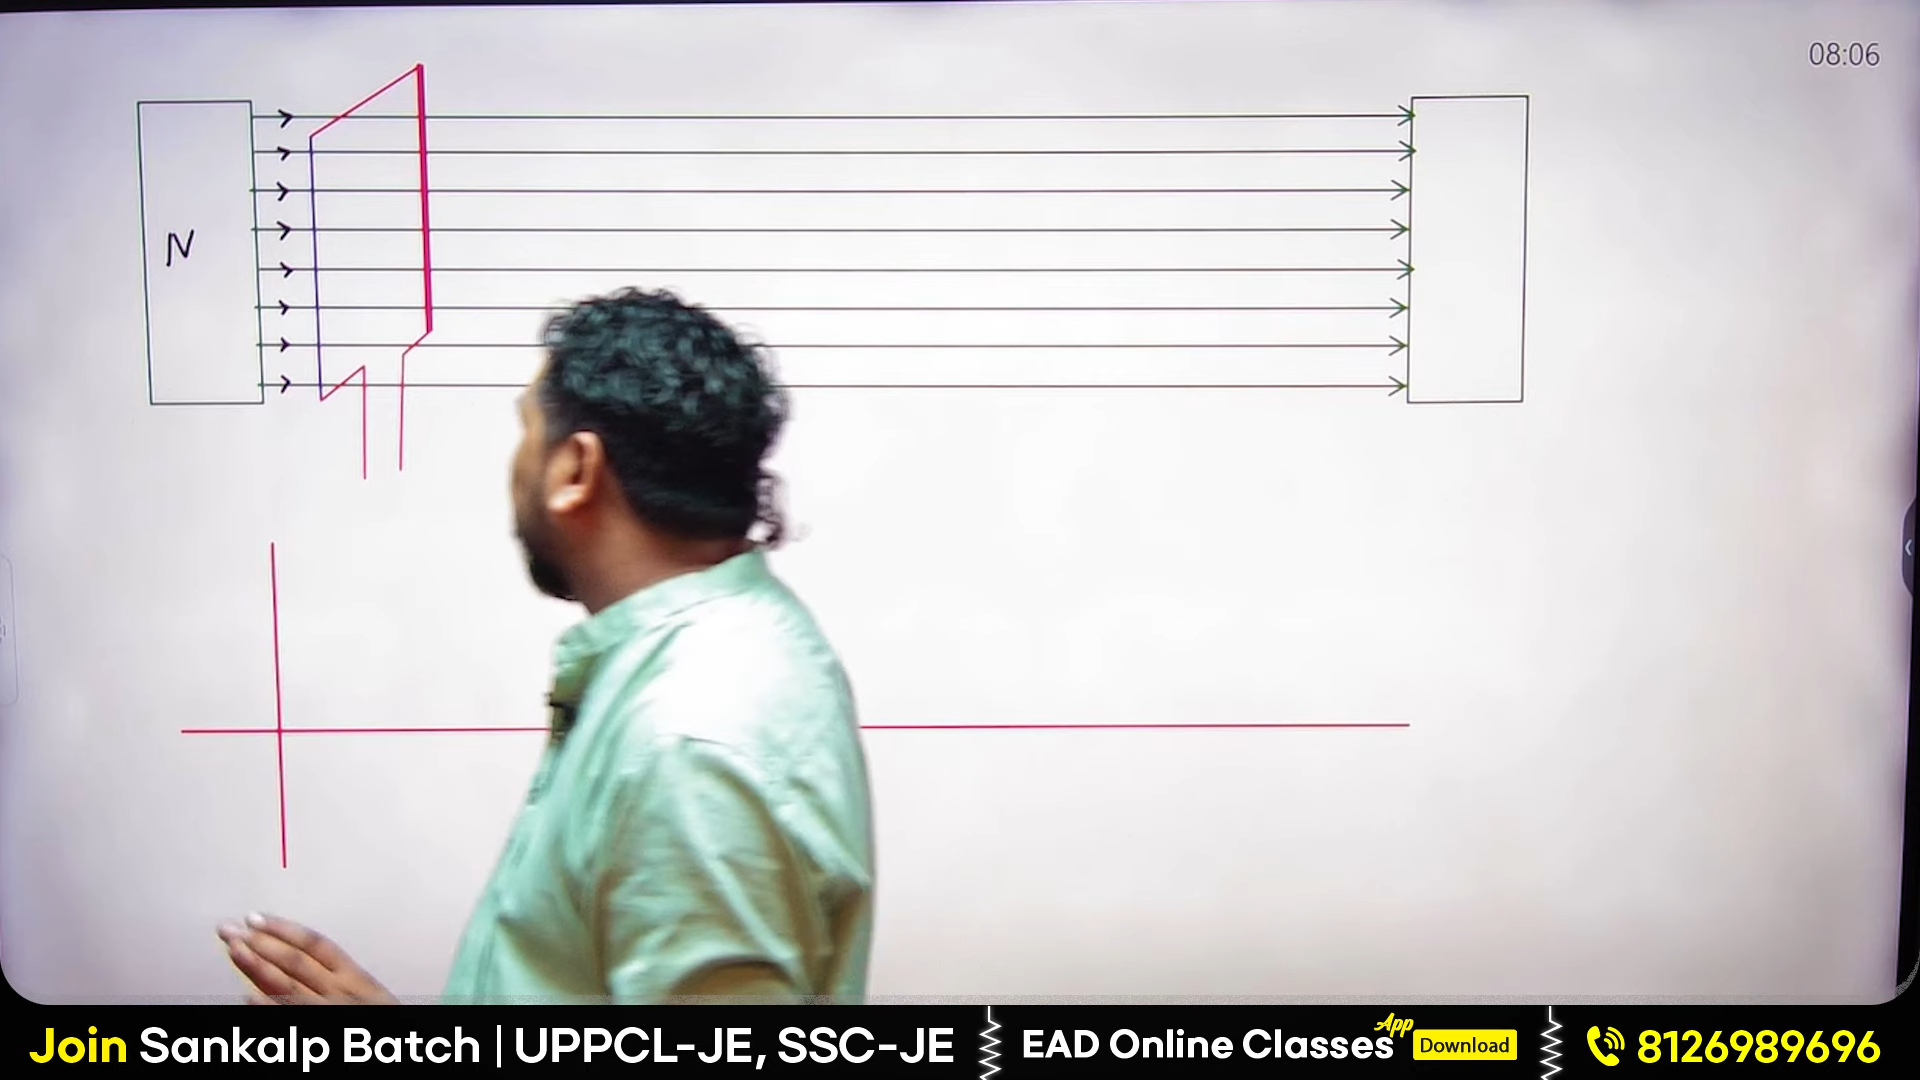 08:06
N
Join Sankalp Batch | UPPCL-JE, SSC-JE
EAD Online Classes App Download
8126989696